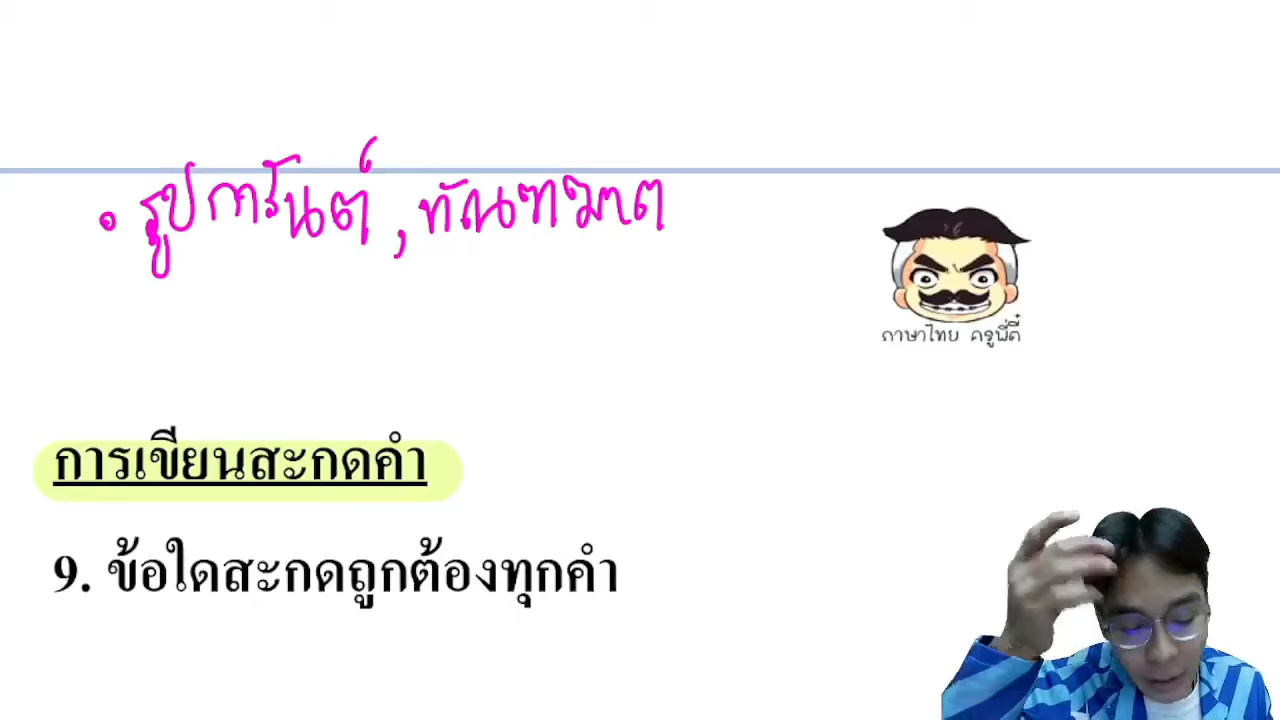 • รูปการันต์, ทัณฑฆาต
ภาษาไทย ครูพี่ตี๋
การเขียนสะกดคำ
9. ข้อใดสะกดถูกต้องทุกคำ